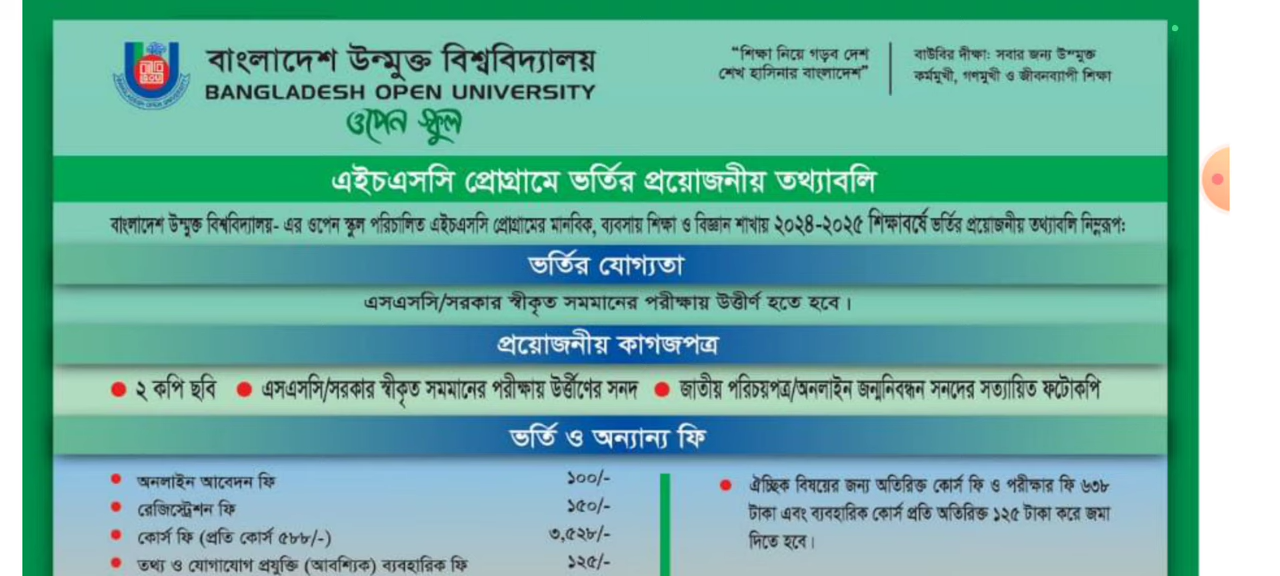 বাংলাদেশ উন্মুক্ত বিশ্ববিদ্যালয়
BANGLADESH OPEN UNIVERSITY
ওপেন স্কুল
“শিক্ষা নিয়ে গড়ব দেশ
শেখ হাসিনার বাংলাদেশ”
বাউবির দীক্ষা: সবার জন্য উন্মুক্ত
কর্মমুখী, গণমুখী ও জীবনব্যাপী শিক্ষা
এইচএসসি প্রোগ্রামে ভর্তির প্রয়োজনীয় তথ্যাবলি
বাংলাদেশ উন্মুক্ত বিশ্ববিদ্যালয়- এর ওপেন স্কুল পরিচালিত এইচএসসি প্রোগ্রামের মানবিক, ব্যবসায় শিক্ষা ও বিজ্ঞান শাখায় ২০২৪-২০২৫ শিক্ষাবর্ষে ভর্তির প্রয়োজনীয় তথ্যাবলি নিম্নরূপ:
ভর্তির যোগ্যতা
এসএসসি/সরকার স্বীকৃত সমমানের পরীক্ষায় উত্তীর্ণ হতে হবে।
প্রয়োজনীয় কাগজপত্র
● ২ কপি ছবি ● এসএসসি/সরকার স্বীকৃত সমমানের পরীক্ষায় উর্ত্তীণের সনদ ● জাতীয় পরিচয়পত্র/অনলাইন জন্মনিবন্ধন সনদের সত্যায়িত ফটোকপি
ভর্তি ও অন্যান্য ফি
● অনলাইন আবেদন ফি ১০০/-
● রেজিস্ট্রেশন ফি ১৫০/-
● কোর্স ফি (প্রতি কোর্স ৫৮৮/-) ৩,৫২৮/-
● তথ্য ও যোগাযোগ প্রযুক্তি (আবশ্যিক) ব্যবহারিক ফি ১২৫/-
● ঐচ্ছিক বিষয়ের জন্য অতিরিক্ত কোর্স ফি ও পরীক্ষার ফি ৬৩৮
টাকা এবং ব্যবহারিক কোর্স প্রতি অতিরিক্ত ১২৫ টাকা করে জমা
দিতে হবে।